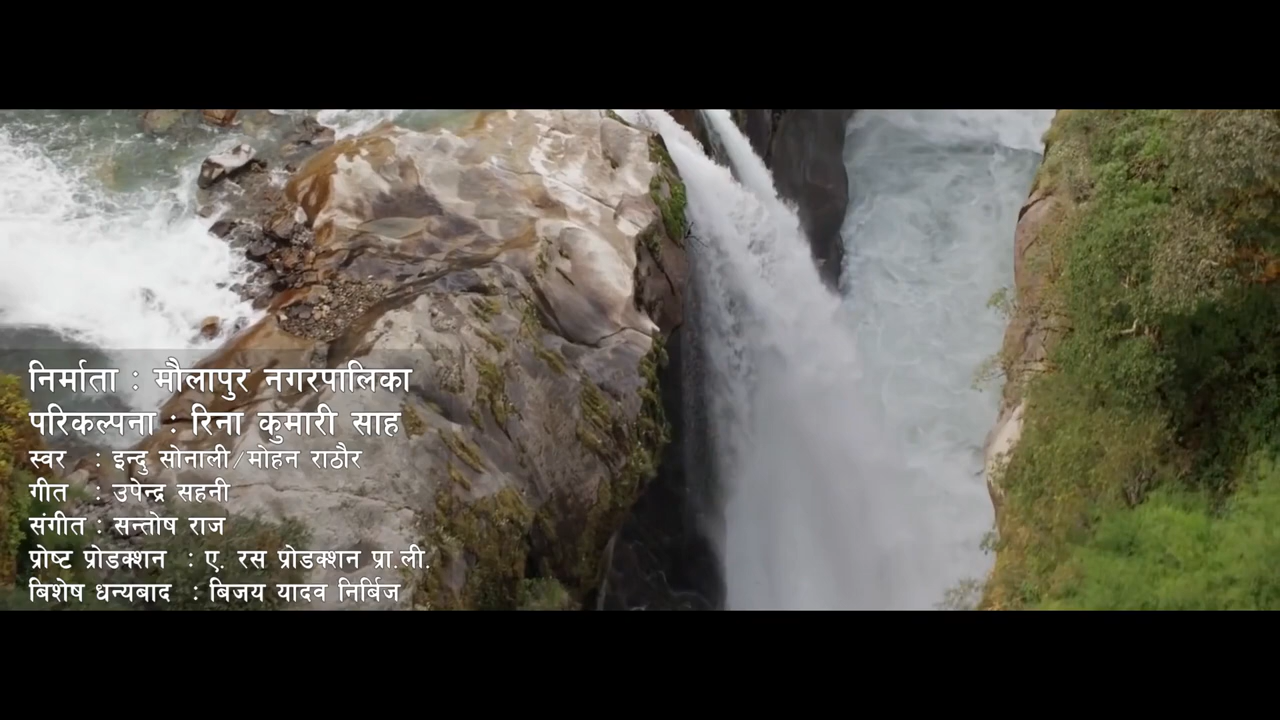 निर्माता : मौलापुर नगरपालिका
परिकल्पना : रिना कुमारी साह
स्वर : इन्दु सोनाली/मोहन राठौर
गीत : उपेन्द्र सहनी
संगीत : सन्तोष राज
प्रोष्ट प्रोडक्शन : ए. रस प्रोडक्शन प्रा.ली.
बिशेष धन्यबाद : बिजय यादव निर्बिज